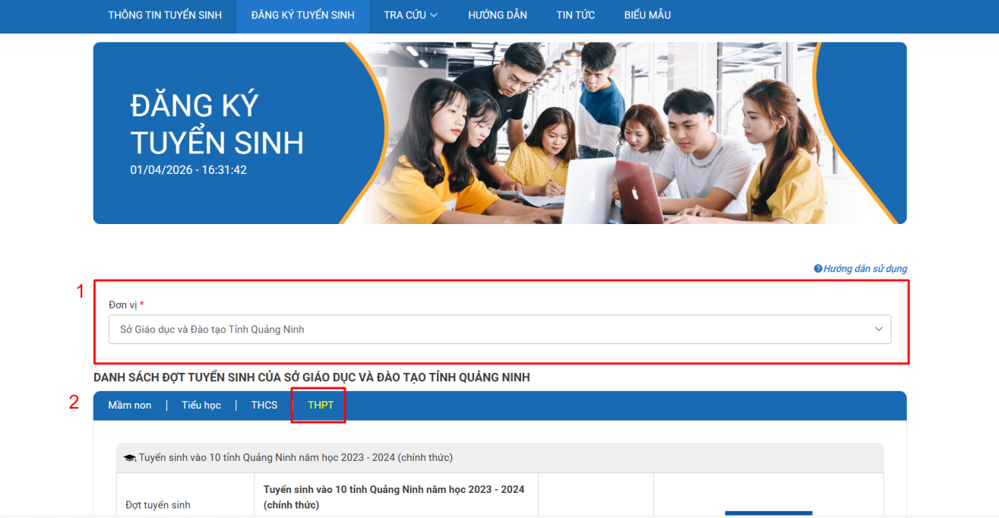 THÔNG TIN TUYỂN SINH ĐĂNG KÝ TUYỂN SINH TRA CỨU HƯỚNG DẪN TIN TỨC BIỂU MẪU
ĐĂNG KÝ
TUYỂN SINH
01/04/2026 - 16:31:42
Hướng dẫn sử dụng
1
Đơn vị *
Sở Giáo dục và Đào tạo Tỉnh Quảng Ninh
DANH SÁCH ĐỢT TUYỂN SINH CỦA SỞ GIÁO DỤC VÀ ĐÀO TẠO TỈNH QUẢNG NINH
2
Mầm non | Tiểu học | THCS | THPT
Tuyển sinh vào 10 tỉnh Quảng Ninh năm học 2023 - 2024 (chính thức)
Đợt tuyển sinh
Tuyển sinh vào 10 tỉnh Quảng Ninh năm học 2023 - 2024
(chính thức)